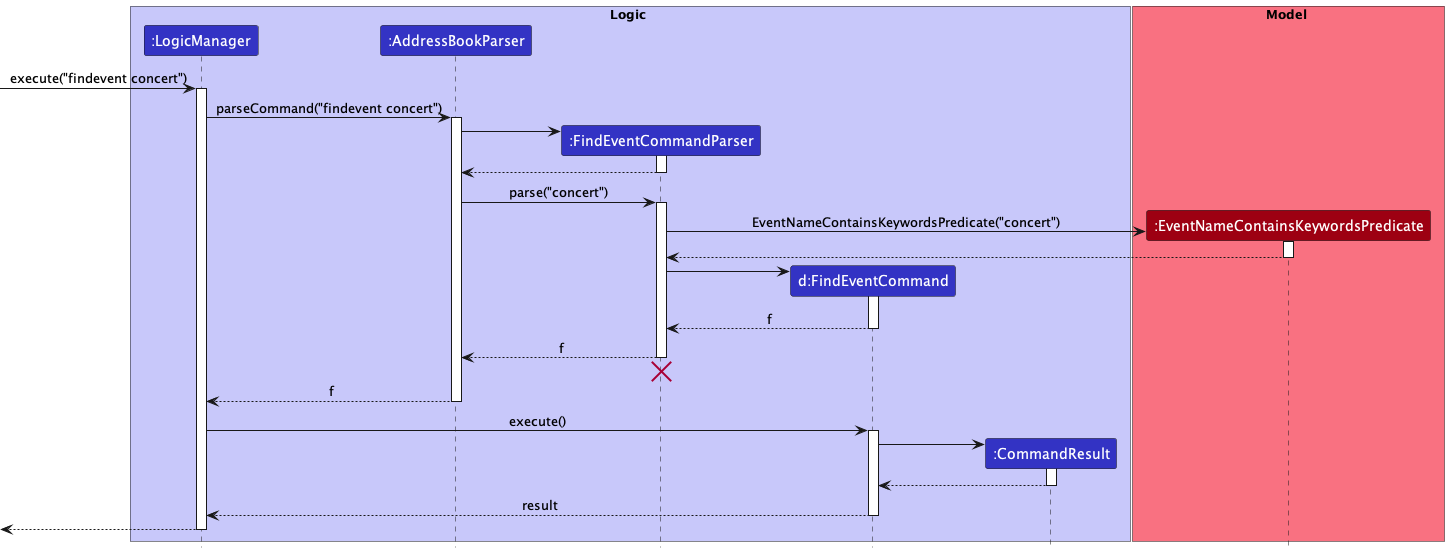 Logic
Model
:LogicManager
:AddressBookParser
execute("findevent concert")
parseCommand("findevent concert")
:FindEventCommandParser
parse("concert")
EventNameContainsKeywordsPredicate("concert")
:EventNameContainsKeywordsPredicate
d:FindEventCommand
f
f
f
execute()
:CommandResult
result